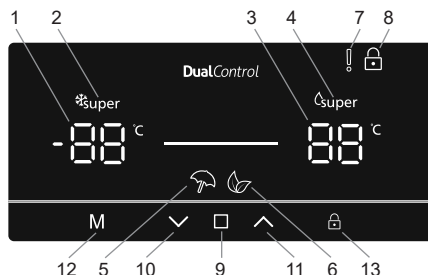 1 2 3 4 7 8
DualControl
super super
-88 °C 88 °C
M
12 5 10 9 11 6 13